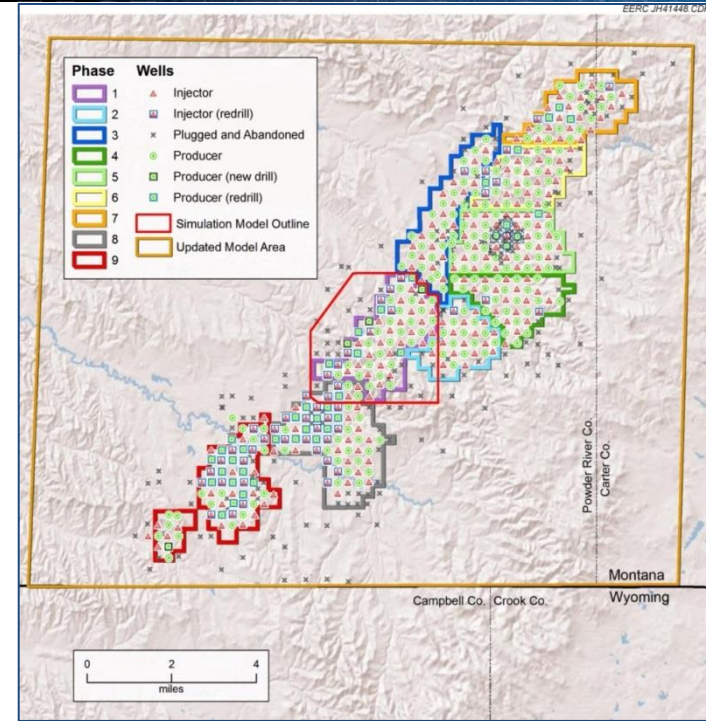 EERC JH41448.CDR
Phase Wells
1 Injector
2 Injector (redrill)
3 Plugged and Abandoned
4 Producer
5 Producer (new drill)
6 Producer (redrill)
7 Simulation Model Outline
8 Updated Model Area
9
Powder River Co.
Carter Co.
Montana
Wyoming
Campbell Co. Crook Co.
0 2 4
miles